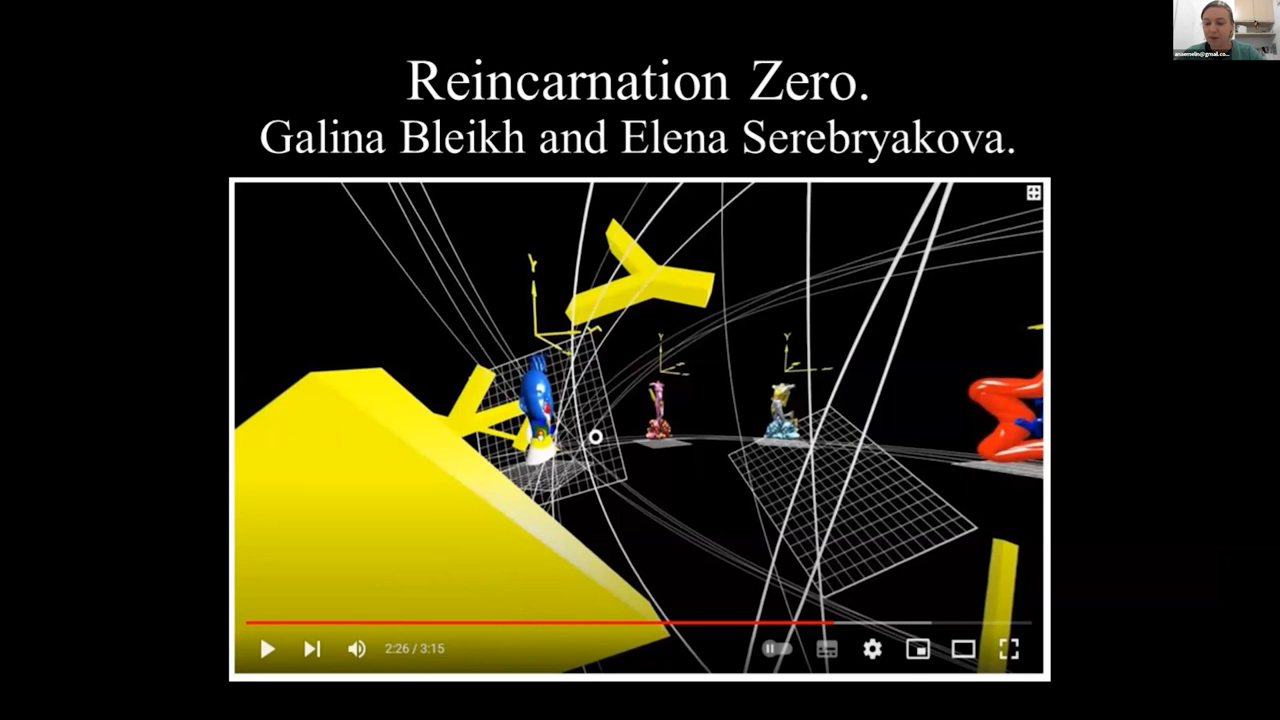 Reincarnation Zero.
Galina Bleikh and Elena Serebryakova.
Y
Y
Y
2:26 / 3:15